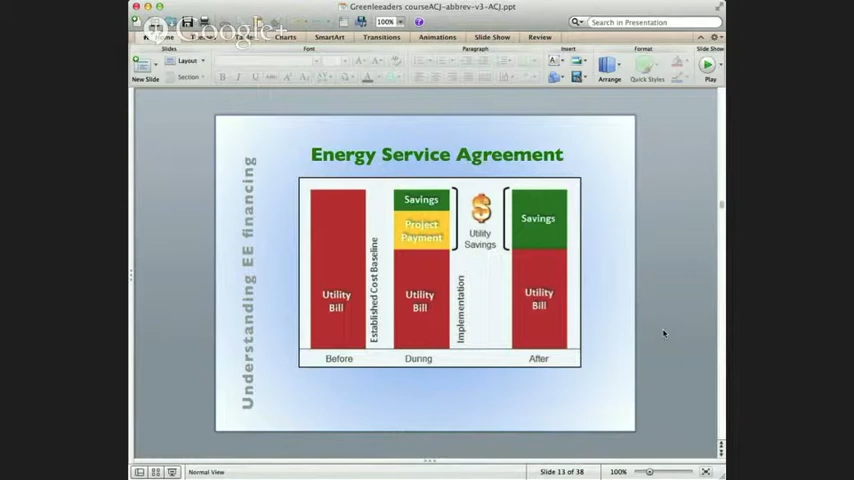 Greenleeaders courseACJ-abbrev-v3-ACJ.ppt
Google+
100%
Search in Presentation
Charts
SmartArt
Transitions
Animations
Slide Show
Review
Slides
Font
Paragraph
Insert
Format
Slide Show
New Slide
Layout
Section
Arrange
Quick Styles
Play
Understanding EE financing
Energy Service Agreement
Utility
Bill
Established Cost Baseline
Savings
Project
Payment
Utility
Bill
$
Utility
Savings
Implementation
Savings
Utility
Bill
Before
During
After
Normal View
Slide 13 of 38
100%